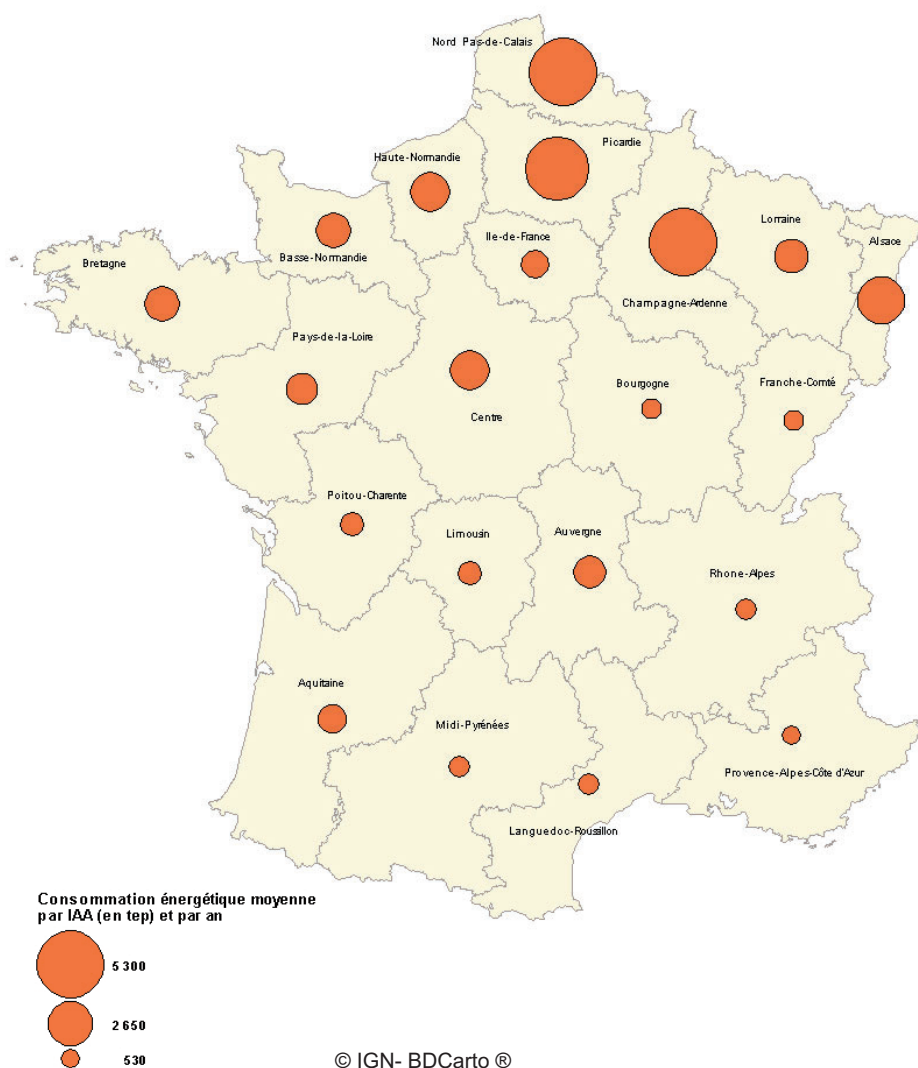 Nord Pas-de-Calais
Picardie
Haute-Normandie
Lorraine
Ile-de-France
Alsace
Basse-Normandie
Bretagne
Champagne-Ardenne
Pays-de-la-Loire
Bourgogne
Franche-Comté
Centre
Poitou-Charente
Limousin
Auvergne
Rhone-Alpes
Aquitaine
Midi-Pyrénées
Provence-Alpes-Côte d'Azur
Languedoc-Roussillon
Consommation énergétique moyenne
par IAA (en tep) et par an
5 300
2 650
530
© IGN- BDCarto ®